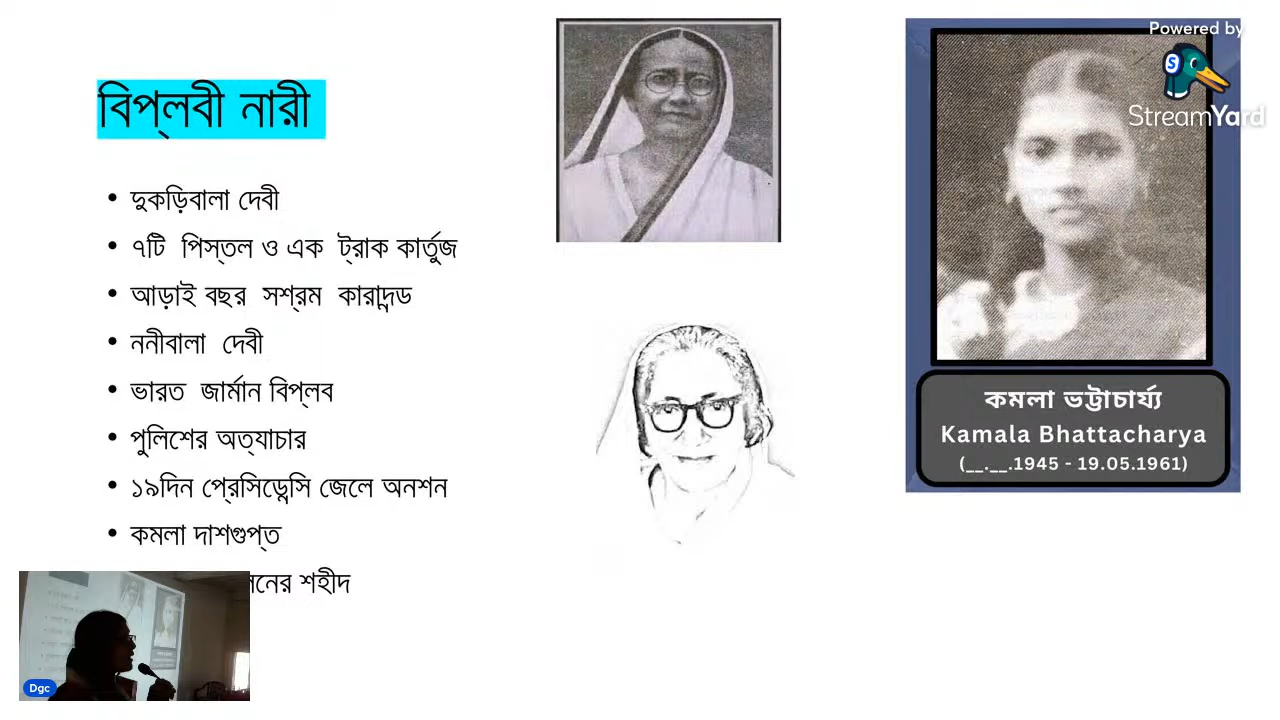 বিপ্লবী নারী
• দুকড়িবালা দেবী
• ৭টি পিস্তল ও এক ট্রাক কার্তুজ
• আড়াই বছর সশ্রম কারাদন্ড
• ননীবালা দেবী
• ভারত জার্মান বিপ্লব
• পুলিশের অত্যাচার
• ১৯দিন প্রেসিডেন্সি জেলে অনশন
• কমলা দাশগুপ্ত
শহীদ
Powered by
StreamYard
কমলা ভট্টাচার্য্য
Kamala Bhattacharya
(__.__.1945 - 19.05.1961)
Dgc